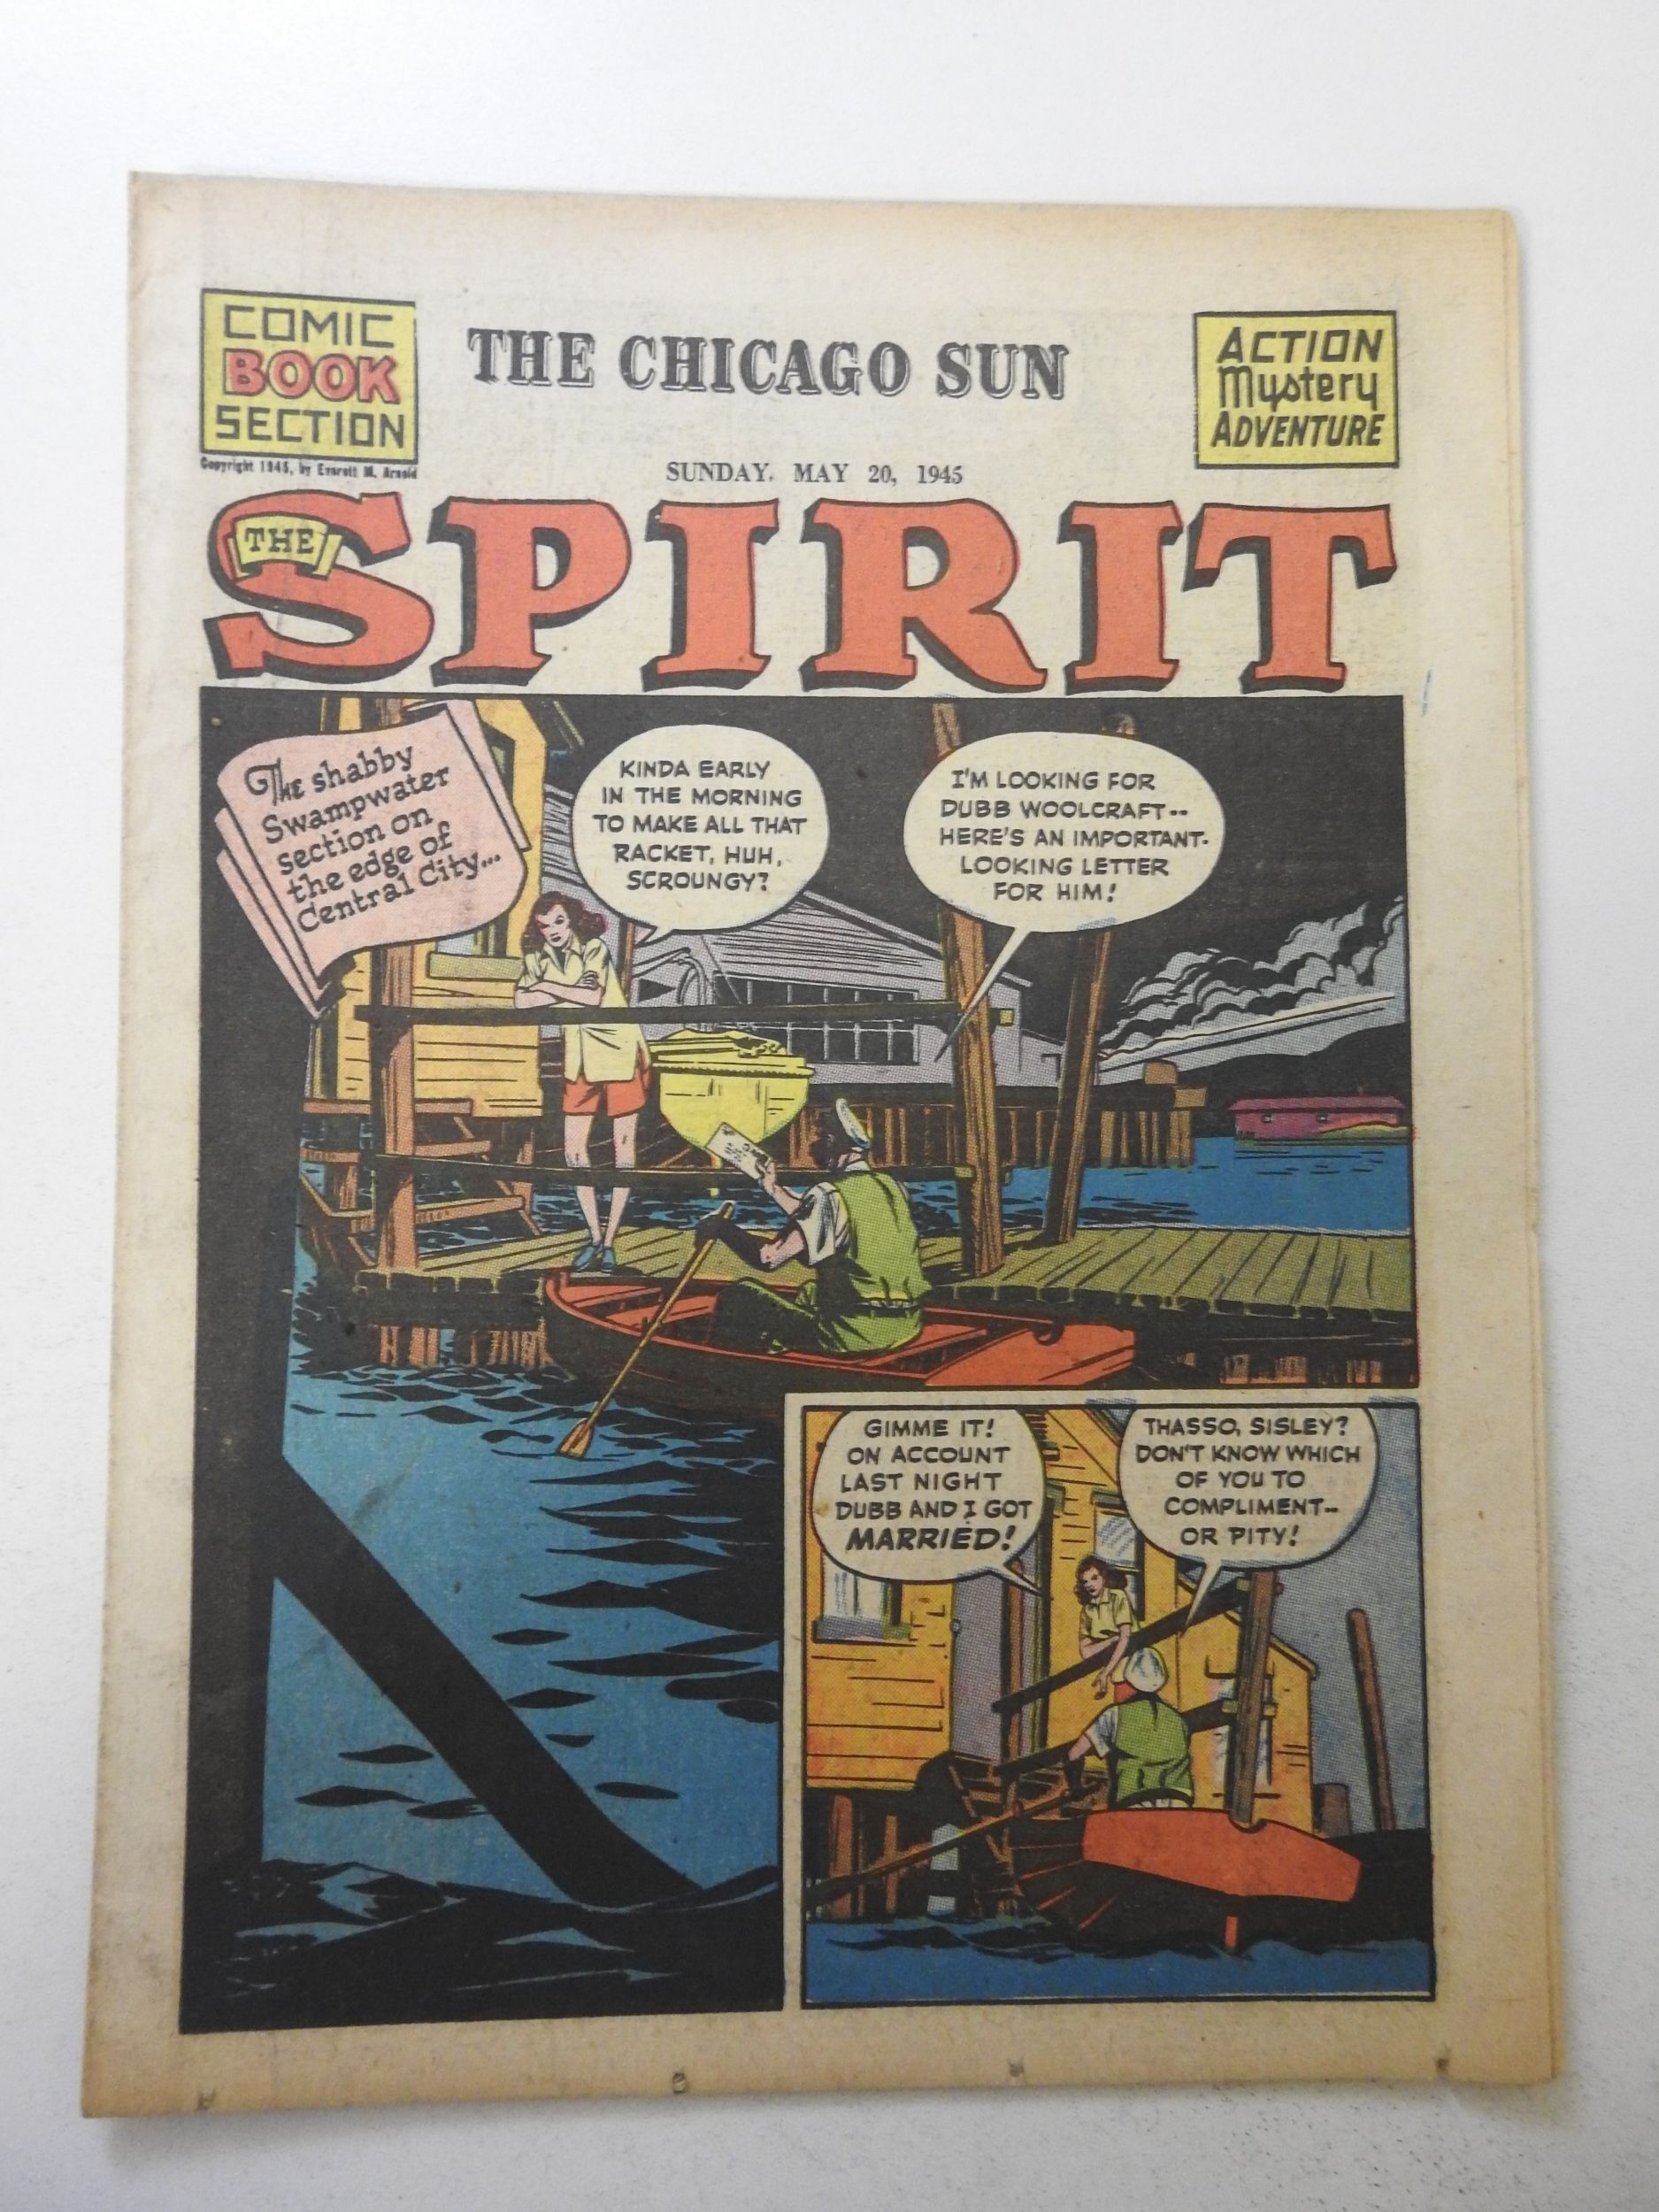 COMIC
BOOK
SECTION
Copyright 1945, by Everett M. Arnold
THE CHICAGO SUN
SUNDAY, MAY 20, 1945
ACTION
Mystery
ADVENTURE
THE SPIRIT
The shabby
Swampwater
section on
the edge of
Central City...
KINDA EARLY
IN THE MORNING
TO MAKE ALL THAT
RACKET, HUH,
SCROUNGY?
I'M LOOKING FOR
DUBB WOOLCRAFT--
HERE'S AN IMPORTANT-
LOOKING LETTER
FOR HIM!
GIMME IT!
ON ACCOUNT
LAST NIGHT
DUBB AND I GOT
MARRIED!
THASSO, SISLEY?
DON'T KNOW WHICH
OF YOU TO
COMPLIMENT--
OR PITY!